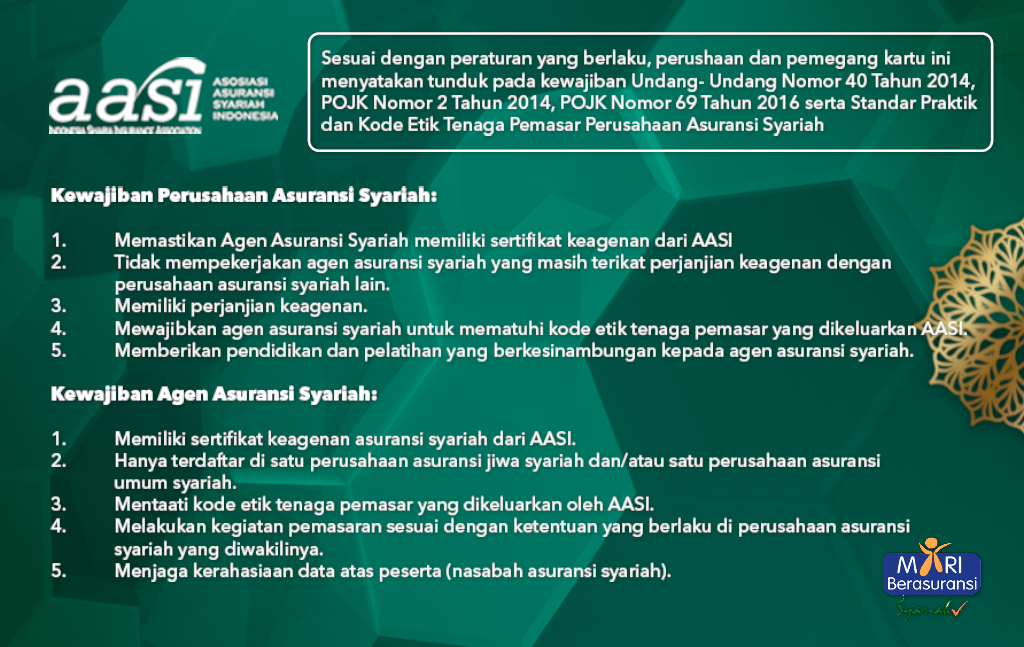 aasi
ASOSIASI
ASURANSI
SYARIAH
INDONESIA
INDONESIA SHARIA INSURANCE ASSOCIATION
Sesuai dengan peraturan yang berlaku, perushaan dan pemegang kartu ini
menyatakan tunduk pada kewajiban Undang- Undang Nomor 40 Tahun 2014,
POJK Nomor 2 Tahun 2014, POJK Nomor 69 Tahun 2016 serta Standar Praktik
dan Kode Etik Tenaga Pemasar Perusahaan Asuransi Syariah
Kewajiban Perusahaan Asuransi Syariah:
1. Memastikan Agen Asuransi Syariah memiliki sertifikat keagenan dari AASI
2. Tidak mempekerjakan agen asuransi syariah yang masih terikat perjanjian keagenan dengan
perusahaan asuransi syariah lain.
3. Memiliki perjanjian keagenan.
4. Mewajibkan agen asuransi syariah untuk mematuhi kode etik tenaga pemasar yang dikeluarkan AASI.
5. Memberikan pendidikan dan pelatihan yang berkesinambungan kepada agen asuransi syariah.
Kewajiban Agen Asuransi Syariah:
1. Memiliki sertifikat keagenan asuransi syariah dari AASI.
2. Hanya terdaftar di satu perusahaan asuransi jiwa syariah dan/atau satu perusahaan asuransi
umum syariah.
3. Mentaati kode etik tenaga pemasar yang dikeluarkan oleh AASI.
4. Melakukan kegiatan pemasaran sesuai dengan ketentuan yang berlaku di perusahaan asuransi
syariah yang diwakilinya.
5. Menjaga kerahasiaan data atas peserta (nasabah asuransi syariah).
MARI
Berasuransi
Syariah